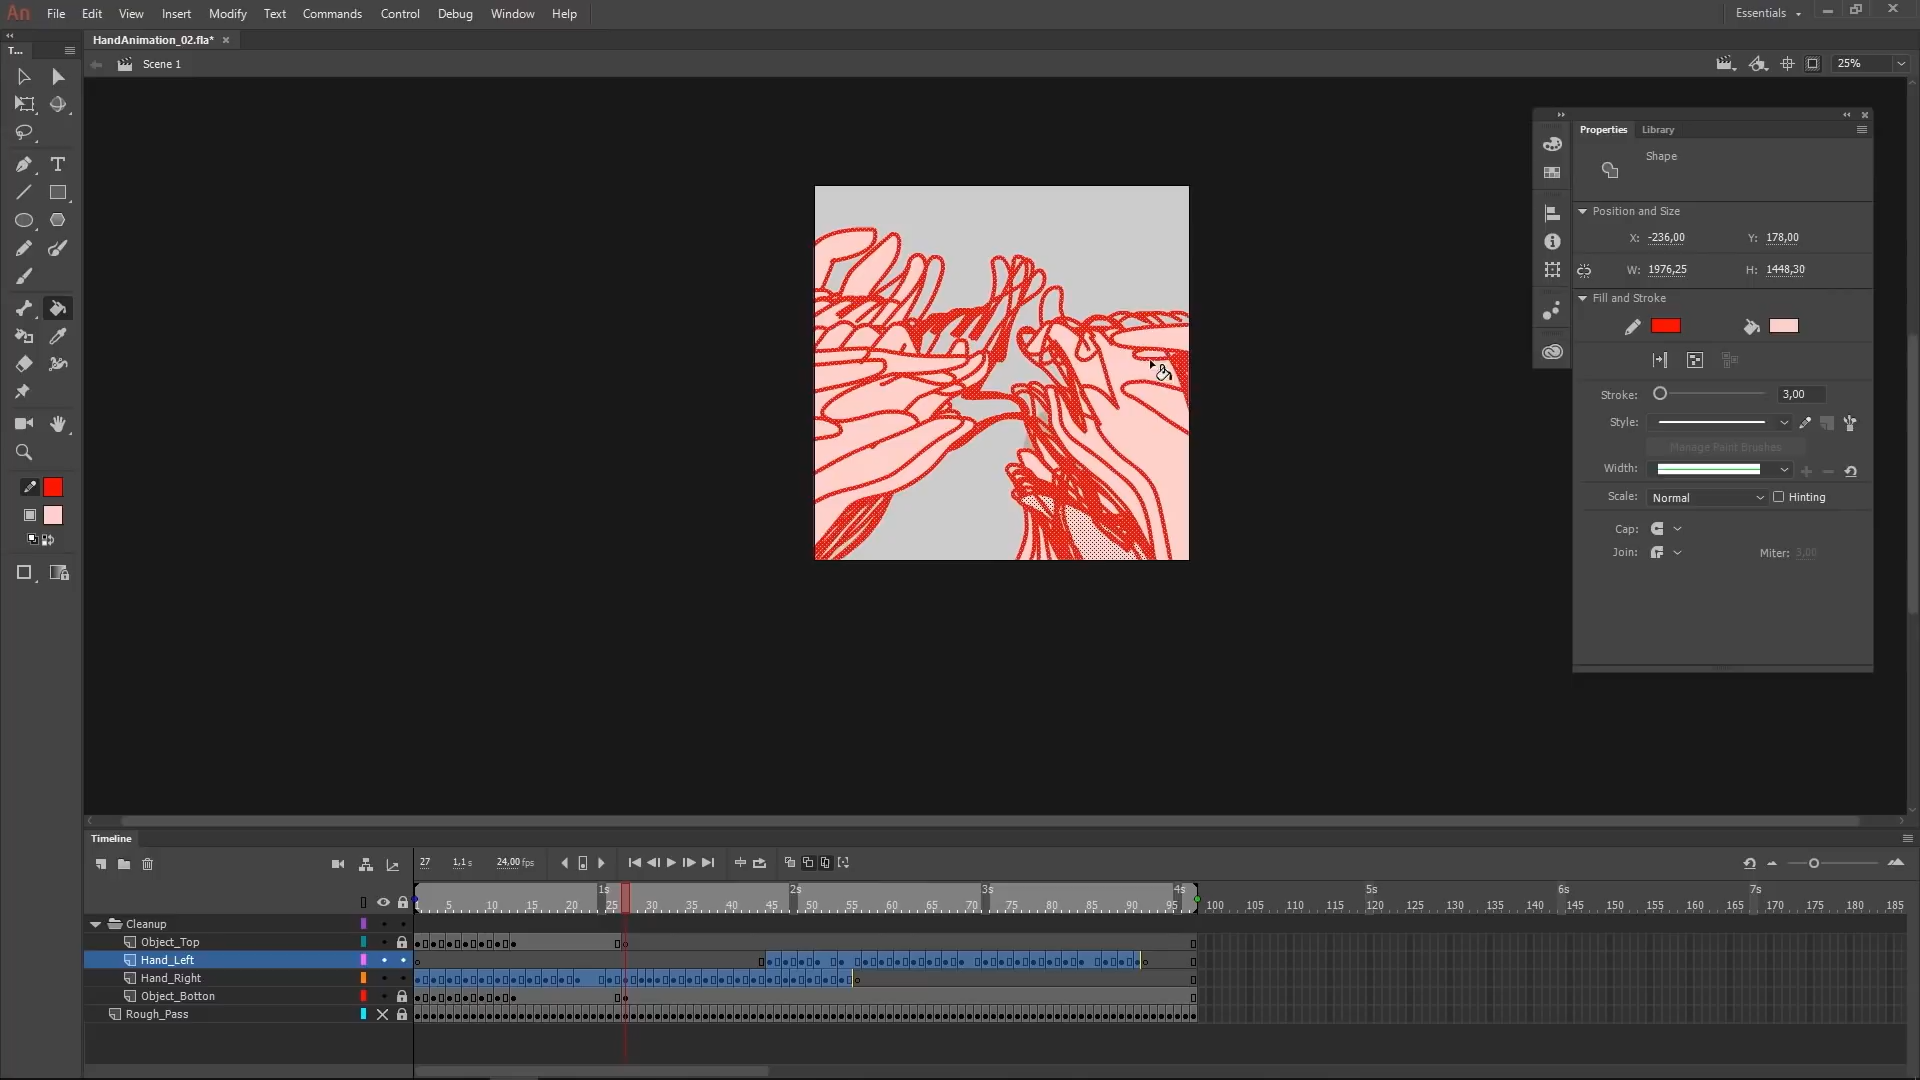 An File Edit View Insert Modify Text Commands Control Debug Window Help Essentials
HandAnimation_02.fla*
T...
Scene 1
25%
Properties Library
Shape
Position and Size
X: -236,00 Y: 178,00
W: 1976,25 H: 1448,30
Fill and Stroke
Stroke: 3,00
Style:
Manage Paint Brushes
Width:
Scale: Normal Hinting
Cap:
Join: Miter: 3,00
Timeline
27 1,1 s 24,00 fps
1s 2s 3s 4s 5s 6s 7s
5 10 15 20 25 30 35 40 45 50 55 60 65 70 75 80 85 90 95 100 105 110 115 120 125 130 135 140 145 150 155 160 165 170 175 180 185
Cleanup
Object_Top
Hand_Left
Hand_Right
Object_Botton
Rough_Pass